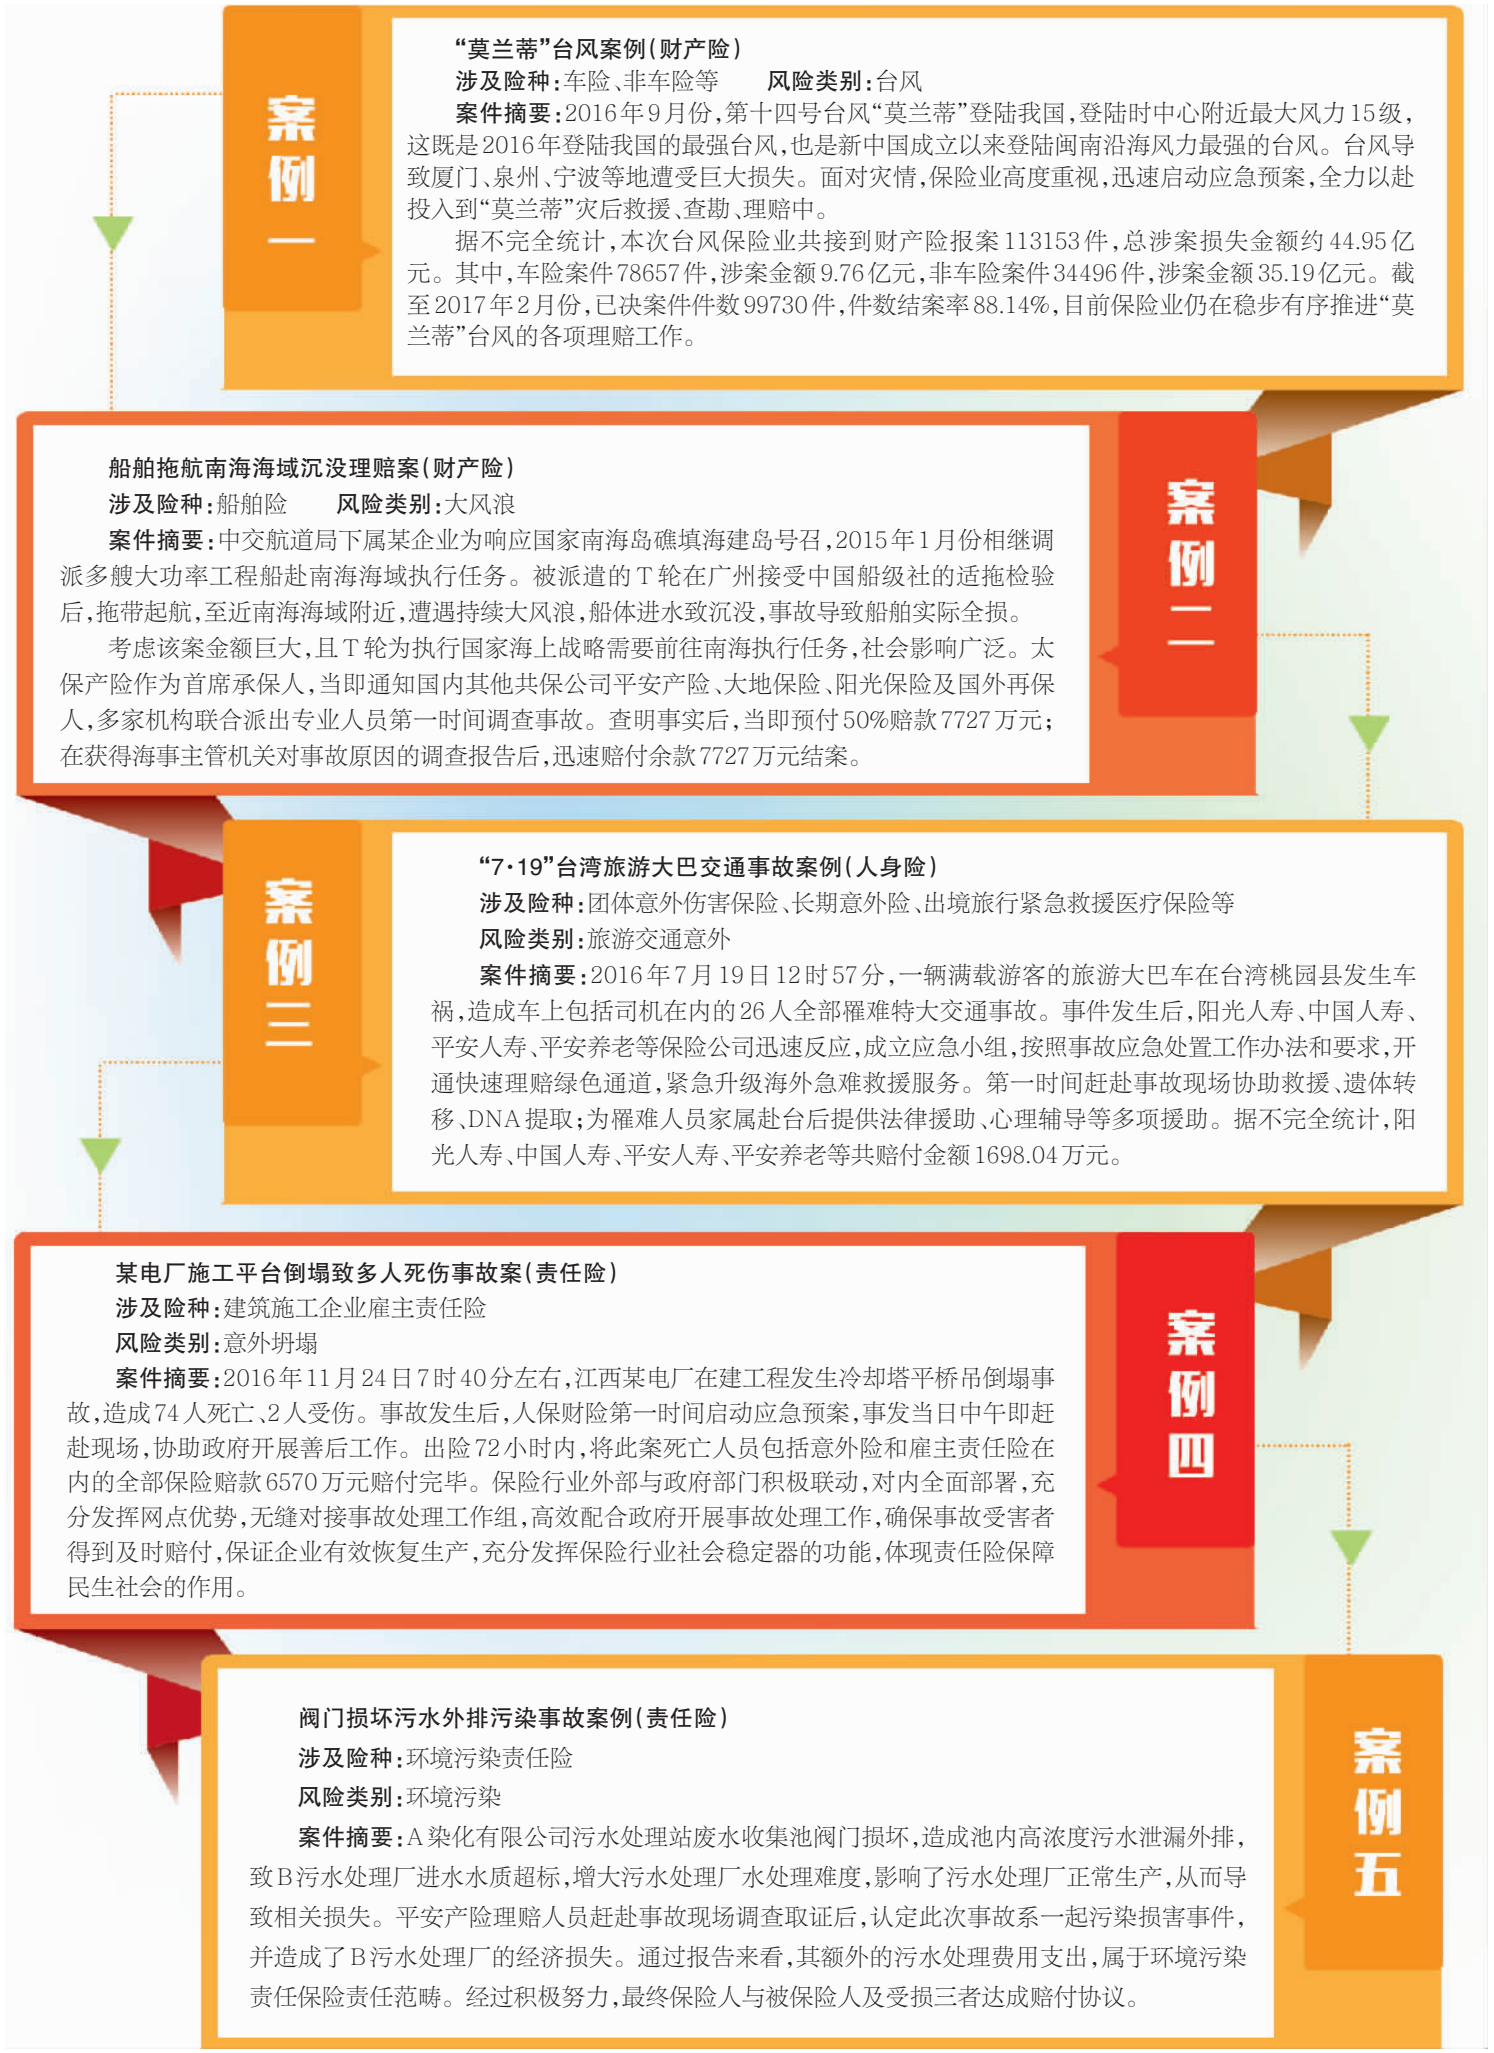 案例一
“莫兰蒂”台风案例(财产险)
涉及险种:车险、非车险等 风险类别:台风
案件摘要:2016年9月份,第十四号台风“莫兰蒂”登陆我国,登陆时中心附近最大风力15级,
这既是2016年登陆我国的最强台风,也是新中国成立以来登陆闽南沿海风力最强的台风。台风导
致厦门、泉州、宁波等地遭受巨大损失。面对灾情,保险业高度重视,迅速启动应急预案,全力以赴
投入到“莫兰蒂”灾后救援、查勘、理赔中。
据不完全统计,本次台风保险业共接到财产险报案113153件,总涉案损失金额约44.95亿
元。其中,车险案件78657件,涉案金额9.76亿元,非车险案件34496件,涉案金额35.19亿元。截
至2017年2月份,已决案件件数99730件,件数结案率88.14%,目前保险业仍在稳步有序推进“莫
兰蒂”台风的各项理赔工作。
案例二
船舶拖航南海海域沉没理赔案(财产险)
涉及险种:船舶险 风险类别:大风浪
案件摘要:中交航道局下属某企业为响应国家南海岛礁填海建岛号召,2015年1月份相继调
派多艘大功率工程船赴南海海域执行任务。被派遣的T轮在广州接受中国船级社的适拖检验
后,拖带起航,至近南海海域附近,遭遇持续大风浪,船体进水致沉没,事故导致船舶实际全损。
考虑该案金额巨大,且T轮为执行国家海上战略需要前往南海执行任务,社会影响广泛。太
保产险作为首席承保人,当即通知国内其他共保公司平安产险、大地保险、阳光保险及国外再保
人,多家机构联合派出专业人员第一时间调查事故。查明事实后,当即预付50%赔款7727万元;
在获得海事主管机关对事故原因的调查报告后,迅速赔付余款7727万元结案。
案例三
“7·19”台湾旅游大巴交通事故案例(人身险)
涉及险种:团体意外伤害保险、长期意外险、出境旅行紧急救援医疗保险等
风险类别:旅游交通意外
案件摘要:2016年7月19日12时57分,一辆满载游客的旅游大巴车在台湾桃园县发生车
祸,造成车上包括司机在内的26人全部罹难特大交通事故。事件发生后,阳光人寿、中国人寿、
平安人寿、平安养老等保险公司迅速反应,成立应急小组,按照事故应急处置工作办法和要求,开
通快速理赔绿色通道,紧急升级海外急难救援服务。第一时间赶赴事故现场协助救援、遗体转
移、DNA提取;为罹难人员家属赴台后提供法律援助、心理辅导等多项援助。据不完全统计,阳
光人寿、中国人寿、平安人寿、平安养老等共赔付金额1698.04万元。
案例四
某电厂施工平台倒塌致多人死伤事故案(责任险)
涉及险种:建筑施工企业雇主责任险
风险类别:意外坍塌
案件摘要:2016年11月24日7时40分左右,江西某电厂在建工程发生冷却塔平桥吊倒塌事
故,造成74人死亡、2人受伤。事故发生后,人保财险第一时间启动应急预案,事发当日中午即赶
赴现场,协助政府开展善后工作。出险72小时内,将此案死亡人员包括意外险和雇主责任险在
内的全部保险赔款6570万元赔付完毕。保险行业外部与政府部门积极联动,对内全面部署,充
分发挥网点优势,无缝对接事故处理工作组,高效配合政府开展事故处理工作,确保事故受害者
得到及时赔付,保证企业有效恢复生产,充分发挥保险行业社会稳定器的功能,体现责任险保障
民生社会的作用。
案例五
阀门损坏污水外排污染事故案例(责任险)
涉及险种:环境污染责任险
风险类别:环境污染
案件摘要:A染化有限公司污水处理站废水收集池阀门损坏,造成池内高浓度污水泄漏外排,
致B污水处理厂进水水质超标,增大污水处理厂水处理难度,影响了污水处理厂正常生产,从而导
致相关损失。平安产险理赔人员赶赴事故现场调查取证后,认定此次事故系一起污染损害事件,
并造成了B污水处理厂的经济损失。通过报告来看,其额外的污水处理费用支出,属于环境污染
责任保险责任范畴。经过积极努力,最终保险人与被保险人及受损三者达成赔付协议。